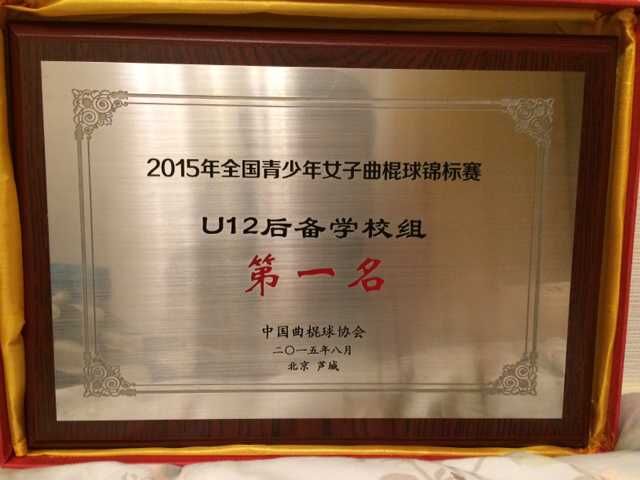 2015年全国青少年女子曲棍球锦标赛
U12后备学校组
第一名
中国曲棍球协会
二〇一五年八月
北京 芦城